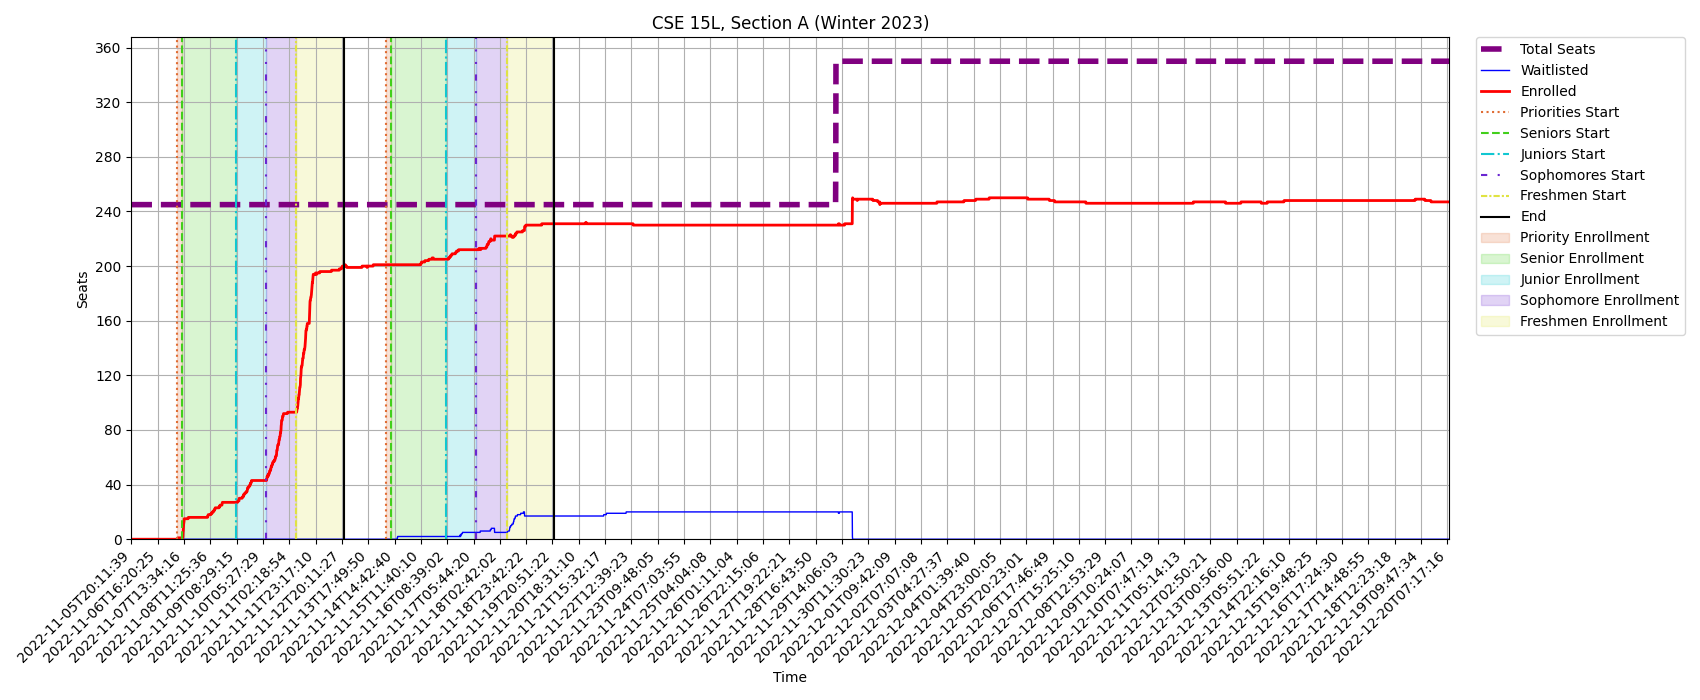 CSE 15L, Section A (Winter 2023)
Seats
360
320
280
240
200
160
120
80
40
0
2022-11-05T20:11:39
2022-11-06T16:20:25
2022-11-07T13:34:16
2022-11-08T11:25:36
2022-11-09T08:29:15
2022-11-10T05:27:29
2022-11-11T02:18:54
2022-11-11T23:17:10
2022-11-12T20:11:27
2022-11-13T17:49:50
2022-11-14T14:42:40
2022-11-15T11:40:10
2022-11-16T08:39:02
2022-11-17T05:44:20
2022-11-18T02:42:02
2022-11-18T23:42:22
2022-11-19T20:51:22
2022-11-20T18:31:10
2022-11-21T15:32:17
2022-11-22T12:39:23
2022-11-23T09:48:05
2022-11-24T07:03:55
2022-11-25T04:04:08
2022-11-26T01:11:04
2022-11-26T22:15:06
2022-11-27T19:22:21
2022-11-28T16:43:50
2022-11-29T14:06:03
2022-11-30T11:30:23
2022-12-01T09:42:09
2022-12-02T07:07:08
2022-12-03T04:27:37
2022-12-04T01:39:40
2022-12-04T23:00:05
2022-12-05T20:23:01
2022-12-06T17:46:49
2022-12-07T15:25:10
2022-12-08T12:53:29
2022-12-09T10:24:07
2022-12-10T07:47:19
2022-12-11T05:14:13
2022-12-12T02:50:21
2022-12-13T00:56:00
2022-12-13T23:51:22
2022-12-14T22:16:10
2022-12-15T19:48:25
2022-12-16T17:24:30
2022-12-17T14:48:55
2022-12-18T12:23:18
2022-12-19T09:47:34
2022-12-20T07:17:16
Time
Total Seats
Waitlisted
Enrolled
Priorities Start
Seniors Start
Juniors Start
Sophomores Start
Freshmen Start
End
Priority Enrollment
Senior Enrollment
Junior Enrollment
Sophomore Enrollment
Freshmen Enrollment